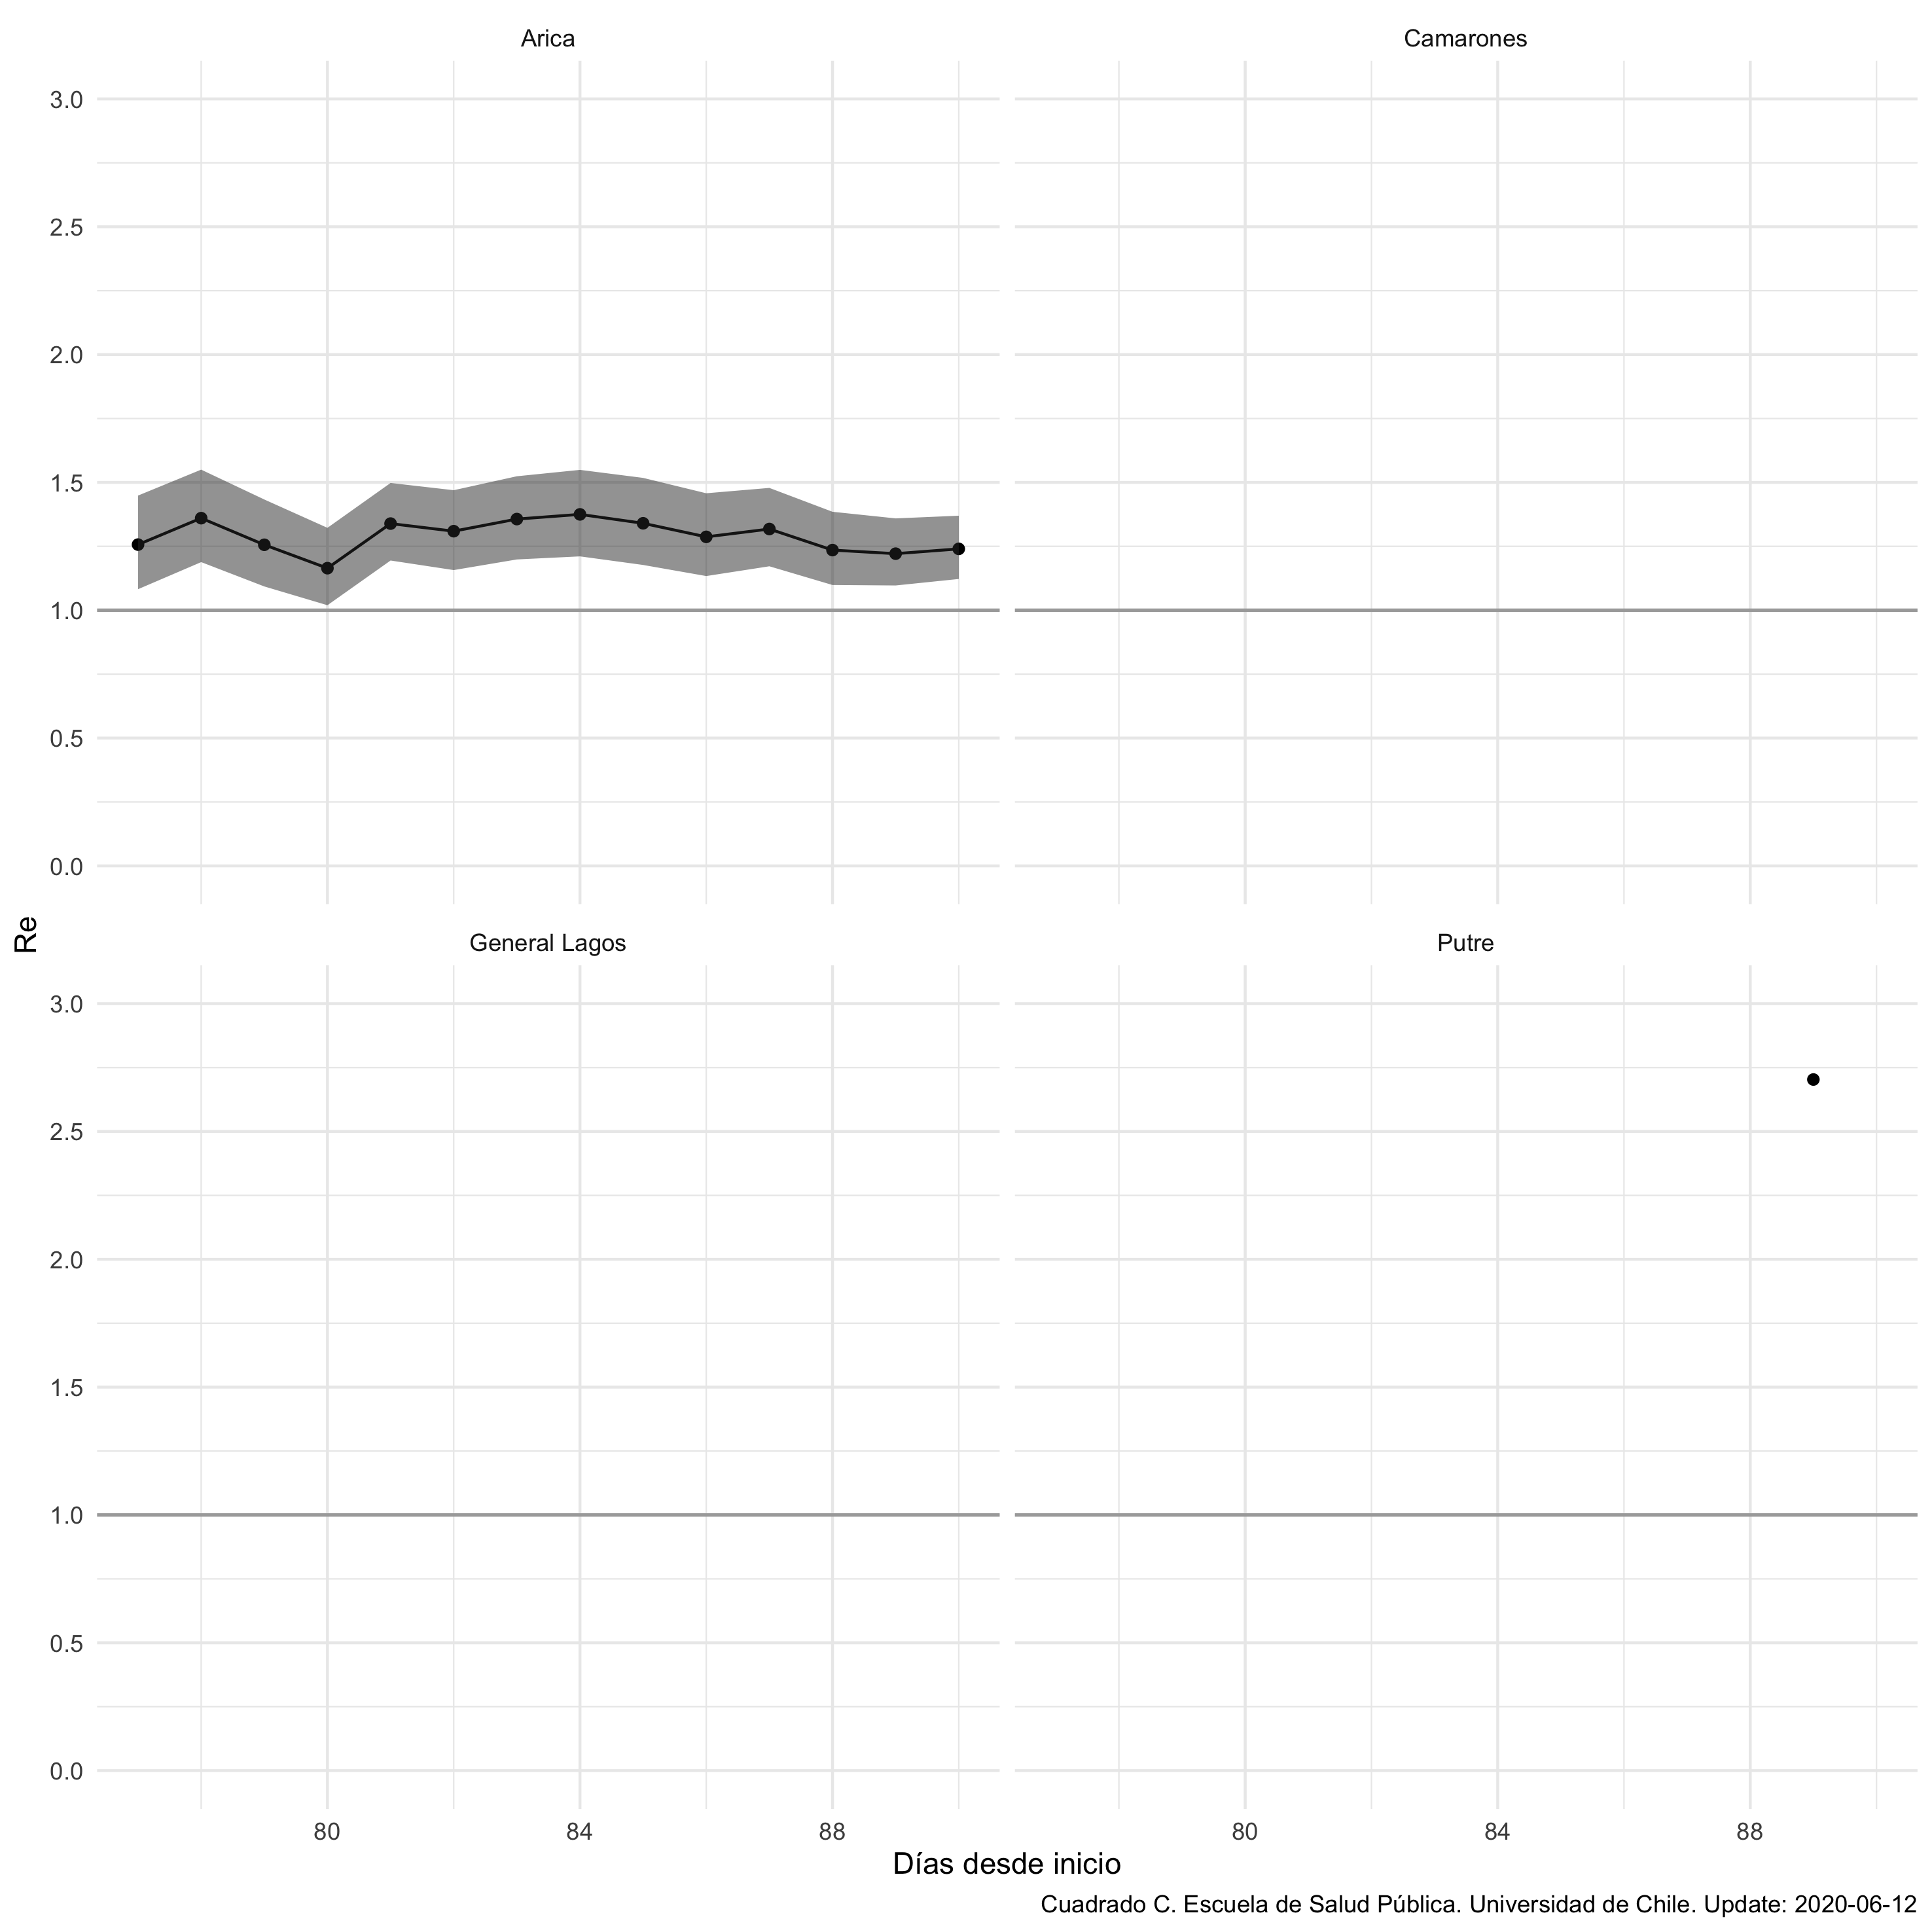 Arica
Camarones
3.0
2.5
2.0
1.5
1.0
0.5
0.0
Re
General Lagos
Putre
3.0
2.5
2.0
1.5
1.0
0.5
0.0
80 84 88
80 84 88
Días desde inicio
Cuadrado C. Escuela de Salud Pública. Universidad de Chile. Update: 2020-06-12